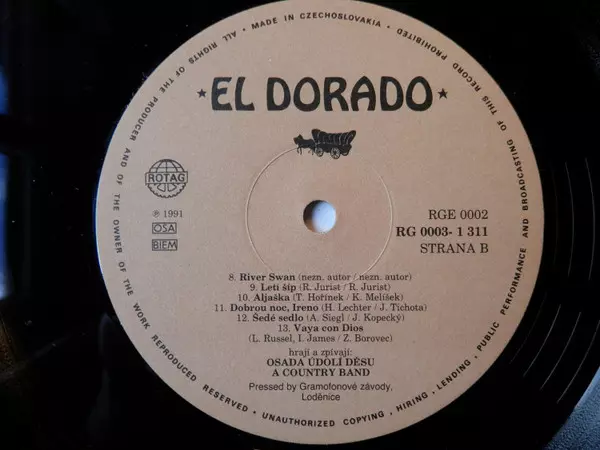 MADE IN CZECHOSLOVAKIA • ALL RIGHTS OF THE PRODUCER AND OF THE OWNER OF THE WORK REPRODUCED RESERVED • UNAUTHORIZED COPYING, HIRING, LENDING, PUBLIC PERFORMANCE AND BROADCASTING OF THIS RECORD PROHIBITED •
★ EL DORADO ★
ROTAG
℗ 1991
OSA
BIEM
RGE 0002
RG 0003- 1 311
STRANA B
8. River Swan (nezn. autor / nezn. autor)
9. Letí šíp (R. Jurist / R. Jurist)
10. Aljaška (T. Hořínek / K. Melíšek)
11. Dobrou noc, Ireno (H. Lechter / J. Tichota)
12. Šedé sedlo (A. Siegl / J. Kopecký)
13. Vaya con Dios
(L. Russel, I. James / Z. Borovec)
hrají a zpívají:
OSADA ÚDOLÍ DĚSU
A COUNTRY BAND
Pressed by Gramofonové závody,
Loděnice